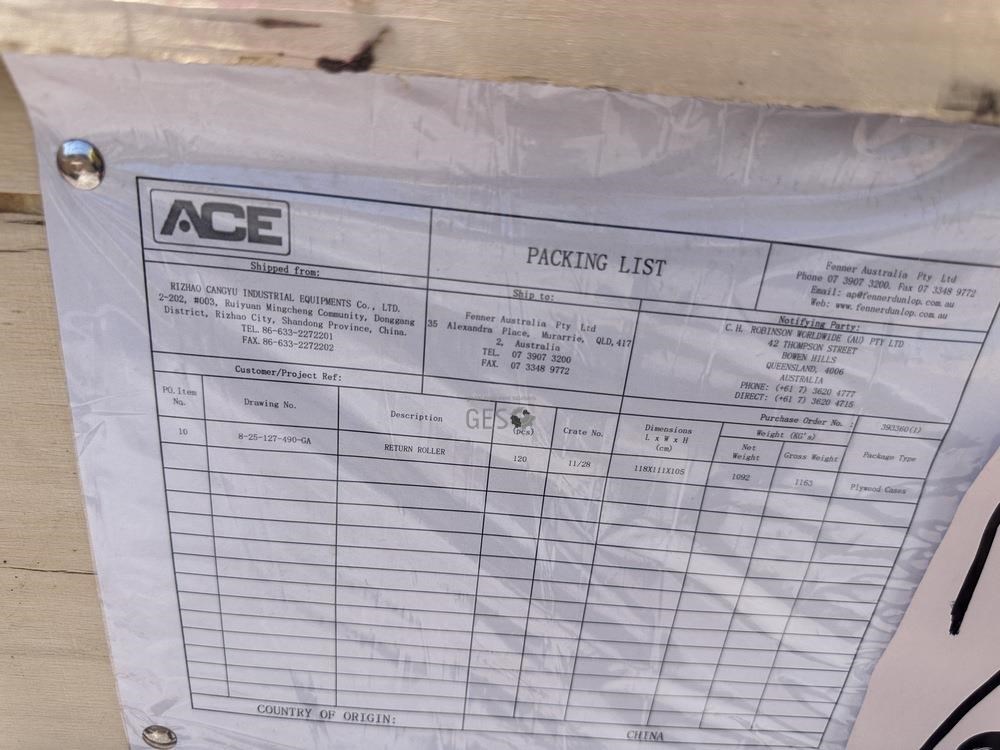 ACE
PACKING LIST
Fenner Australia Pty Ltd
Phone 07 3907 3200. Fax 07 3348 9772
Email: ap@fennerdunlop.com.au
Web: www.fennerdunlop.com.au
Shipped from:
RIZHAO CANGYU INDUSTRIAL EQUIPMENTS Co., LTD.
2-202, #003, Ruiyuan Mingcheng Community, Donggang
District, Rizhao City, Shandong Province, China.
TEL. 86-633-2272201
FAX. 86-633-2272202
Ship to:
Fenner Australia Pty Ltd
35 Alexandra Place, Murarrie, QLD, 417
2, Australia
TEL. 07 3907 3200
FAX. 07 3348 9772
Notifying Party:
C.H. ROBINSON WORLDWIDE (AU) PTY LTD
42 THOMPSON STREET
BOWEN HILLS
QUEENSLAND, 4006
AUSTRALIA
PHONE: (+61 7) 3620 4777
DIRECT: (+61 7) 3620 4715
Customer/Project Ref:
Purchase Order No. : 393360(1)
PO. Item
No.
Drawing No.
Description
(pcs)
Crate No.
Dimensions
L x W x H
(cm)
Weight (KG's)
Net
Weight
Gross Weight
Package Type
10
8-25-127-490-GA
RETURN ROLLER
120
11/28
118X111X105
1092
1163
Plywood Cases
COUNTRY OF ORIGIN:
CHINA
GES